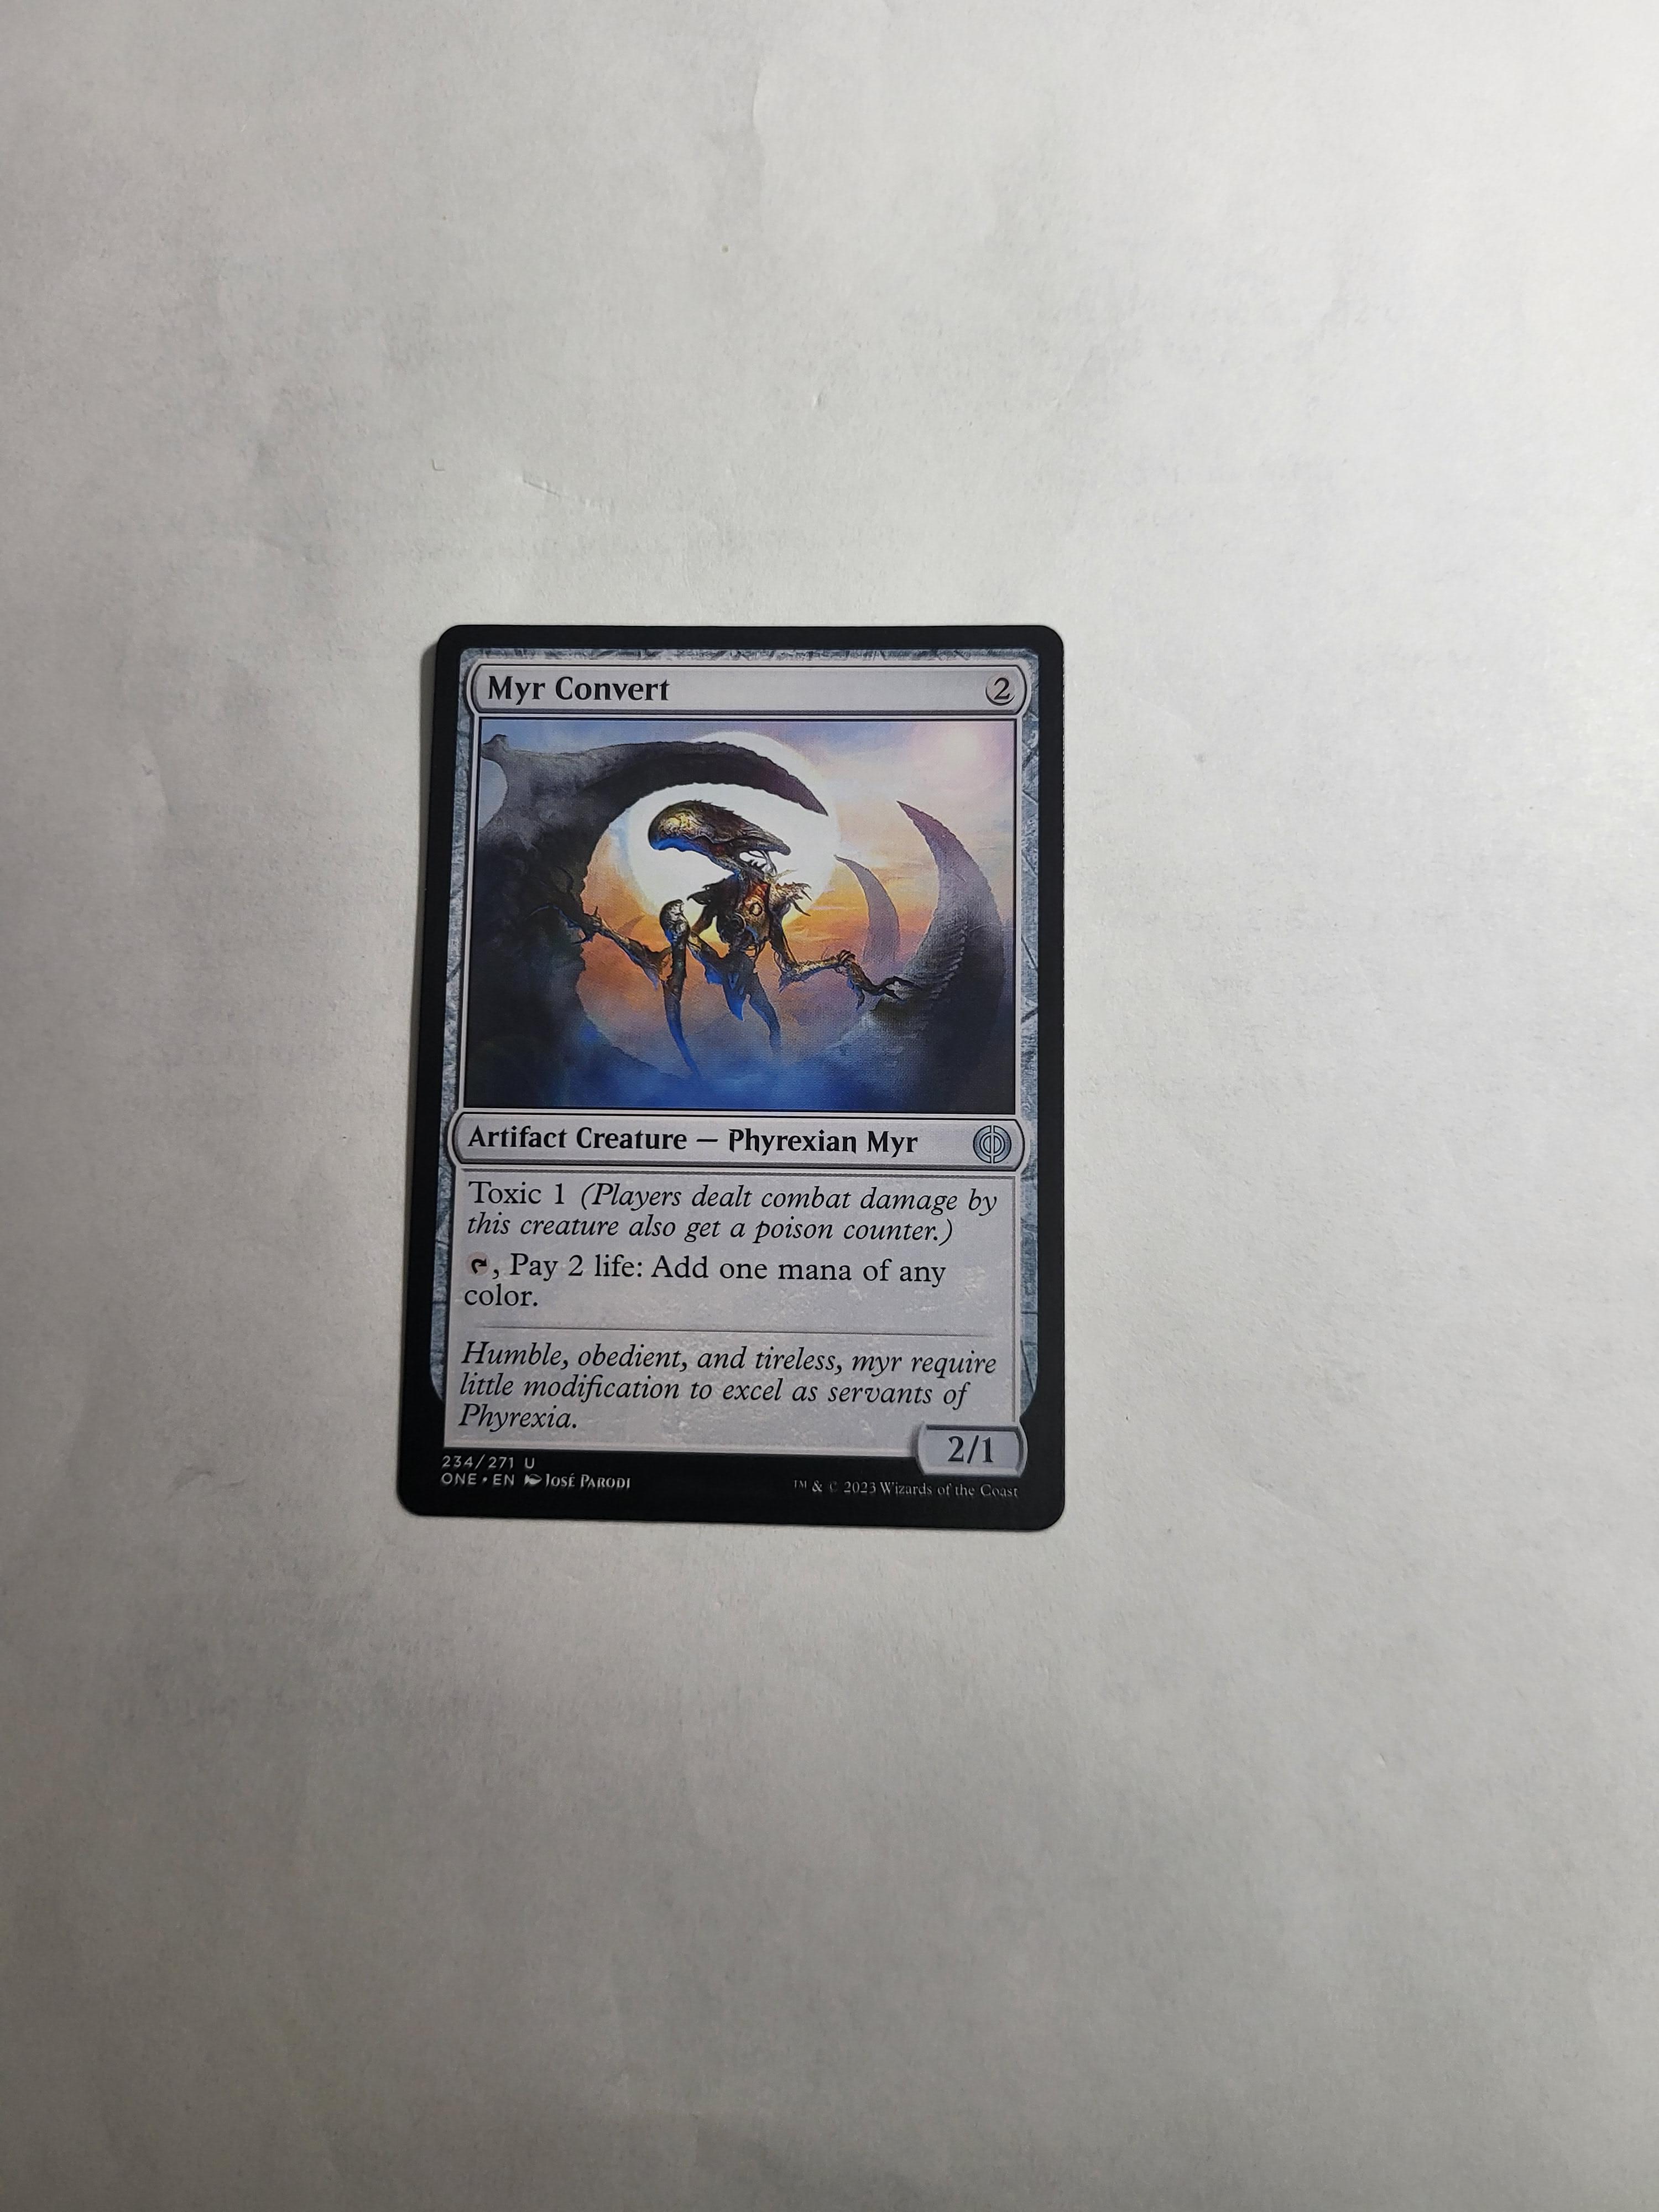 Myr Convert 2
Artifact Creature — Phyrexian Myr
Toxic 1 (Players dealt combat damage by
this creature also get a poison counter.)
, Pay 2 life: Add one mana of any
color.
Humble, obedient, and tireless, myr require
little modification to excel as servants of
Phyrexia.
2/1
234/271 U
ONE • EN JOSÉ PARODI
™ & © 2023 Wizards of the Coast